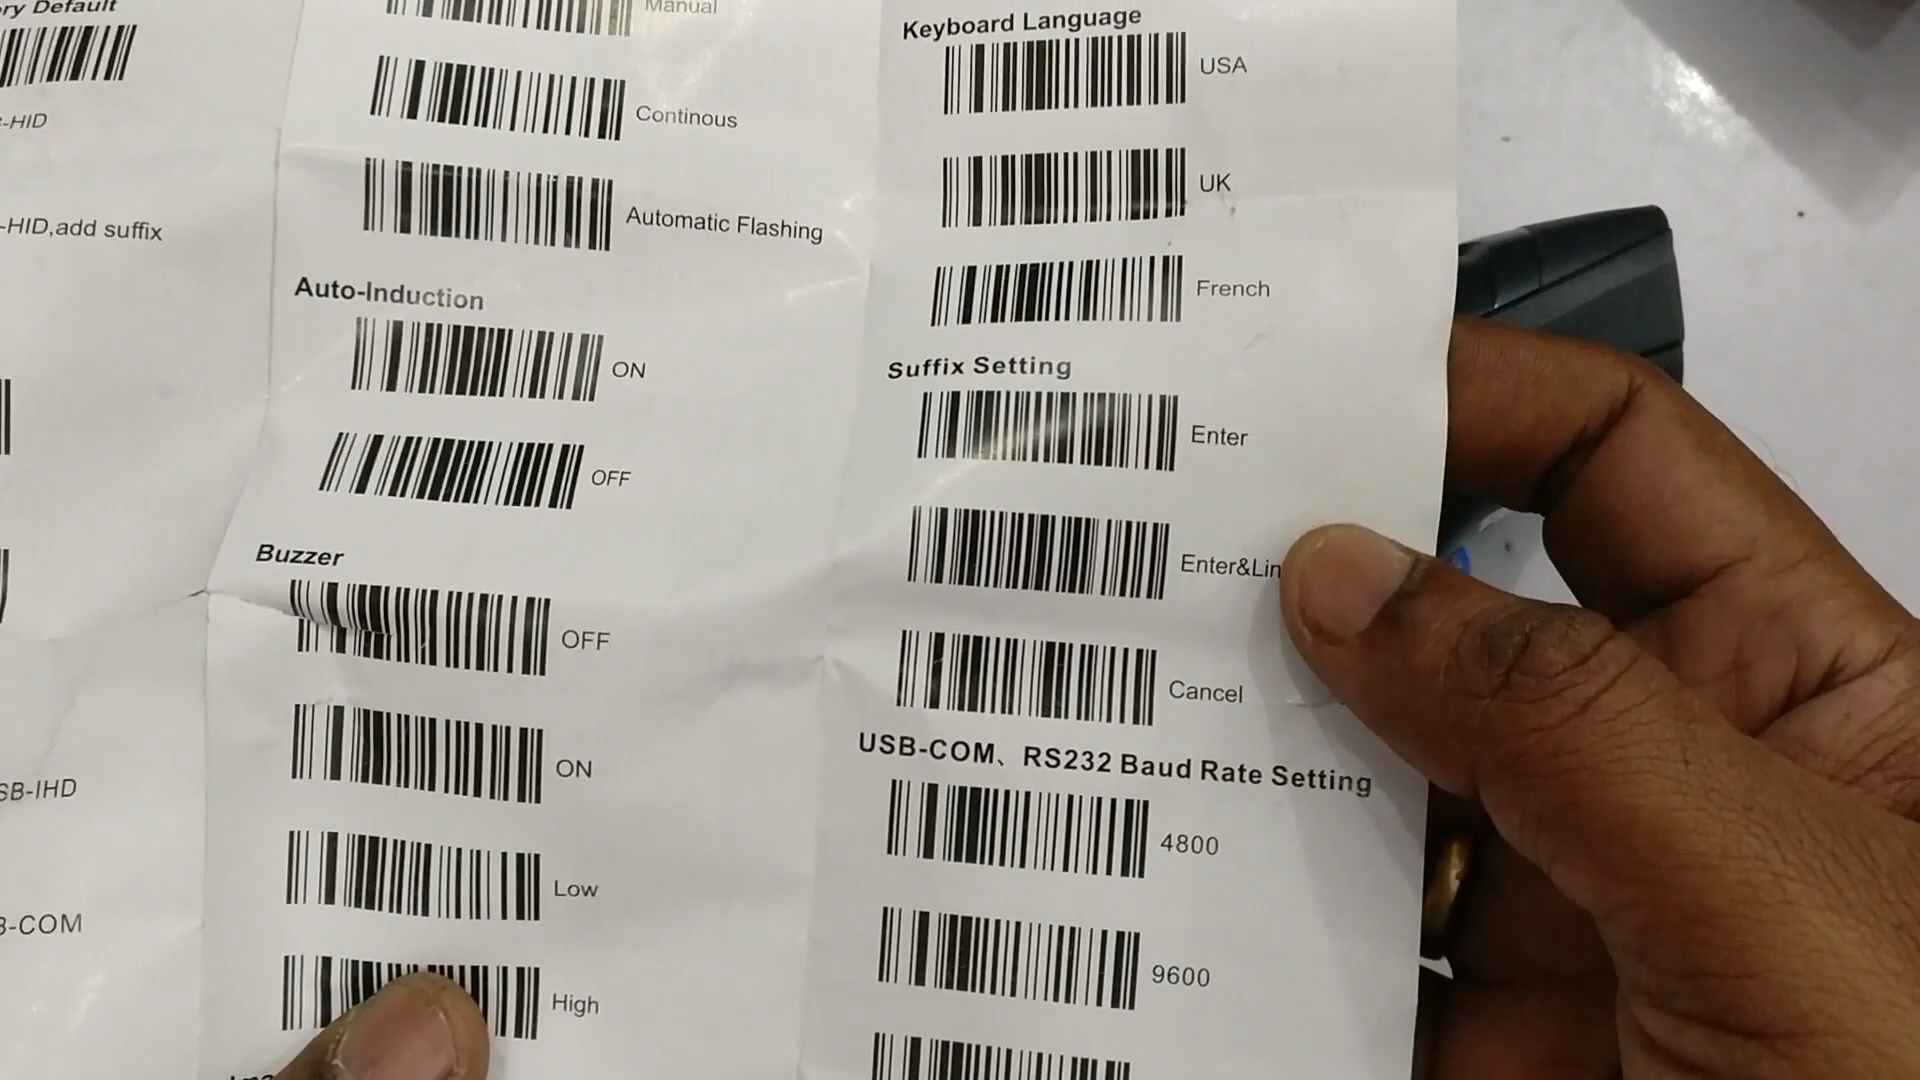 ry Default
-HID
-HID,add suffix
SB-IHD
B-COM
Manual
Continous
Automatic Flashing
Auto-Induction
ON
OFF
Buzzer
OFF
ON
Low
High
Keyboard Language
USA
UK
French
Suffix Setting
Enter
Enter&Lin
Cancel
USB-COM、RS232 Baud Rate Setting
4800
9600